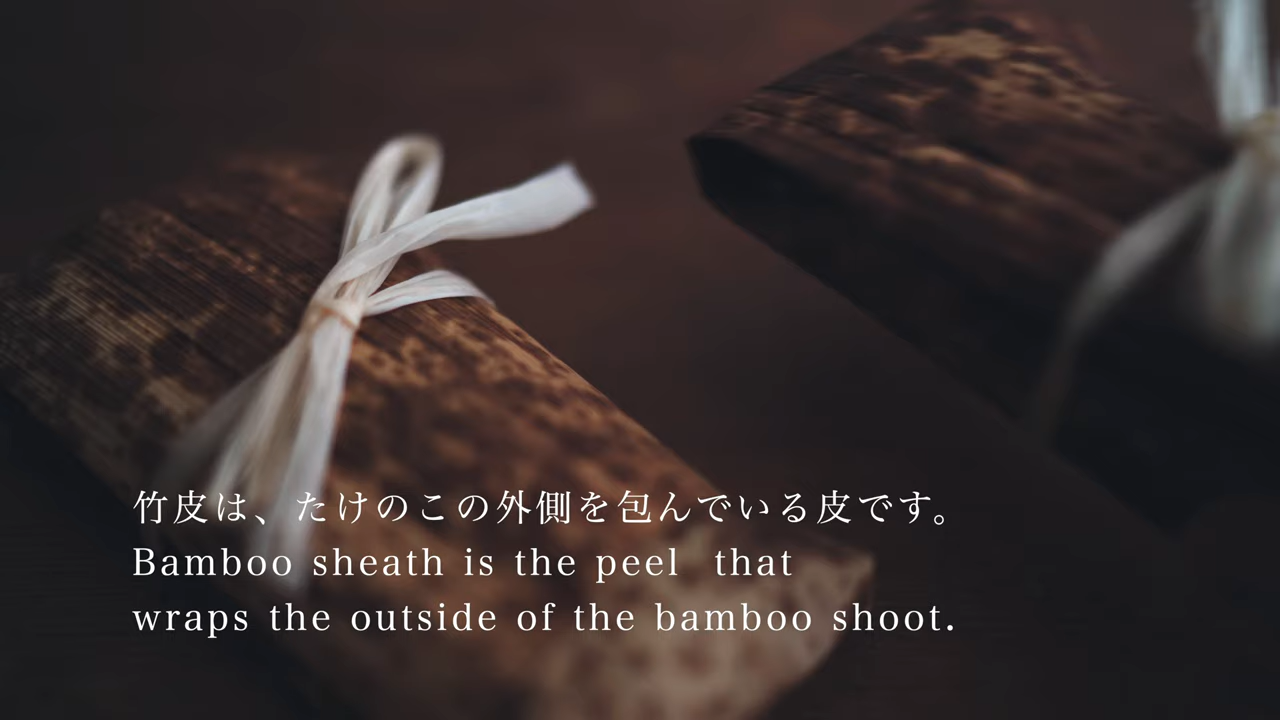 竹皮は、たけのこの外側を包んでいる皮です。
Bamboo sheath is the peel  that
wraps the outside of the bamboo shoot.